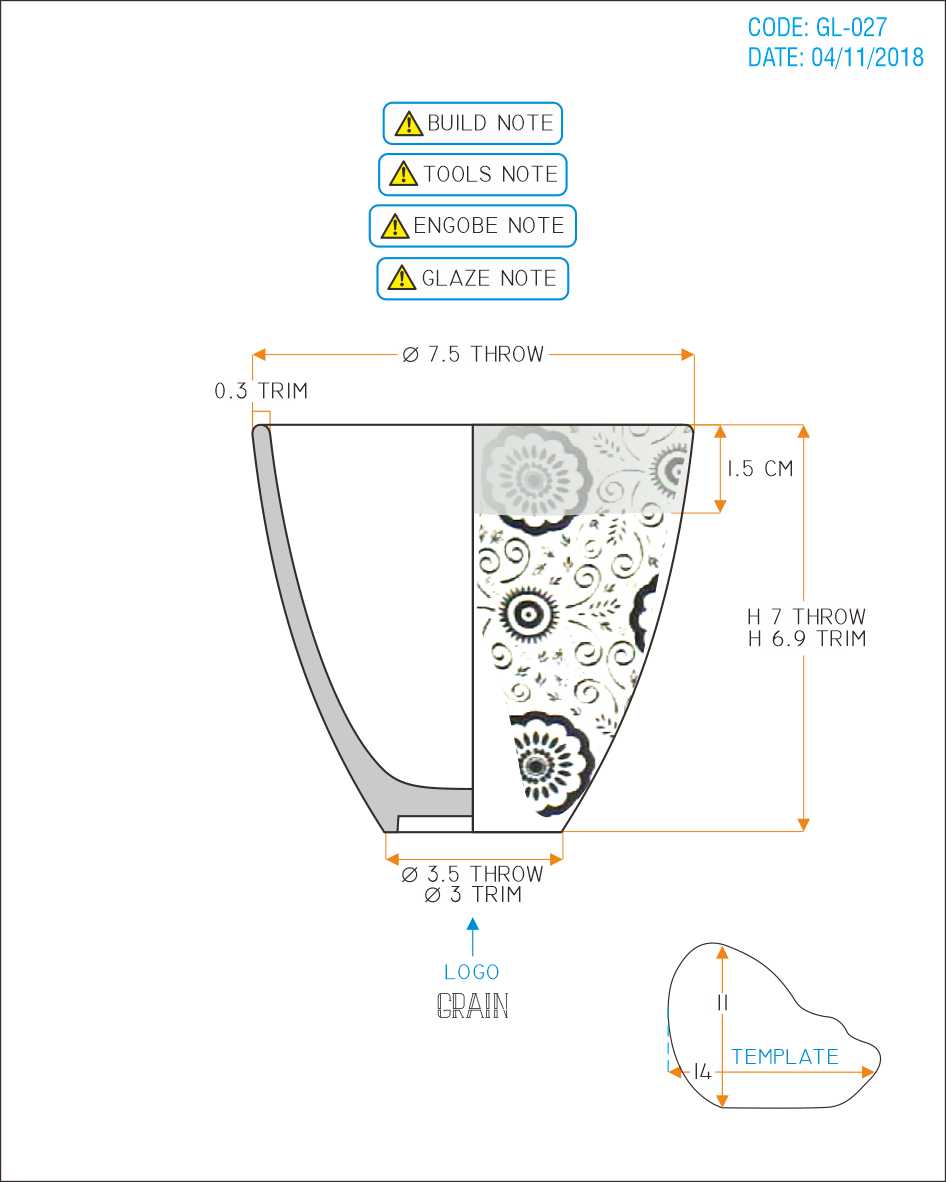 CODE: GL-027
DATE: 04/11/2018
BUILD NOTE
TOOLS NOTE
ENGOBE NOTE
GLAZE NOTE
Ø 7.5 THROW
0.3 TRIM
1.5 CM
H 7 THROW
H 6.9 TRIM
Ø 3.5 THROW
Ø 3 TRIM
LOGO
GRAIN
11
TEMPLATE
14